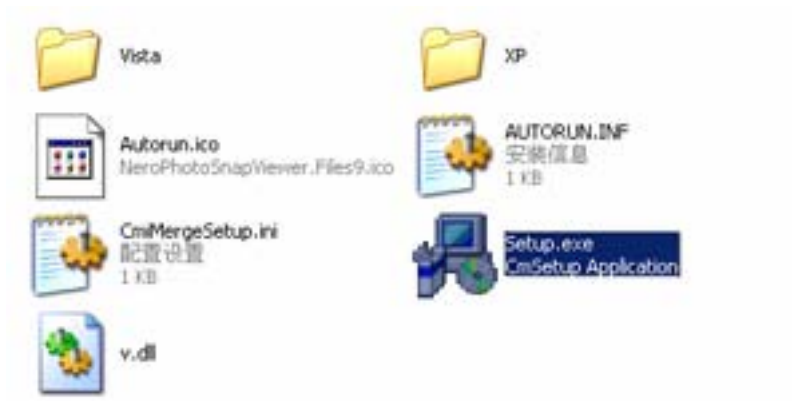 Vista
XP
Autorun.ico
NeroPhotoSnapViewer.Files9.ico
AUTORUN.INF
安装信息
1 KB
CmiMergeSetup.ini
配置设置
1 KB
Setup.exe
CmSetup Application
v.dll